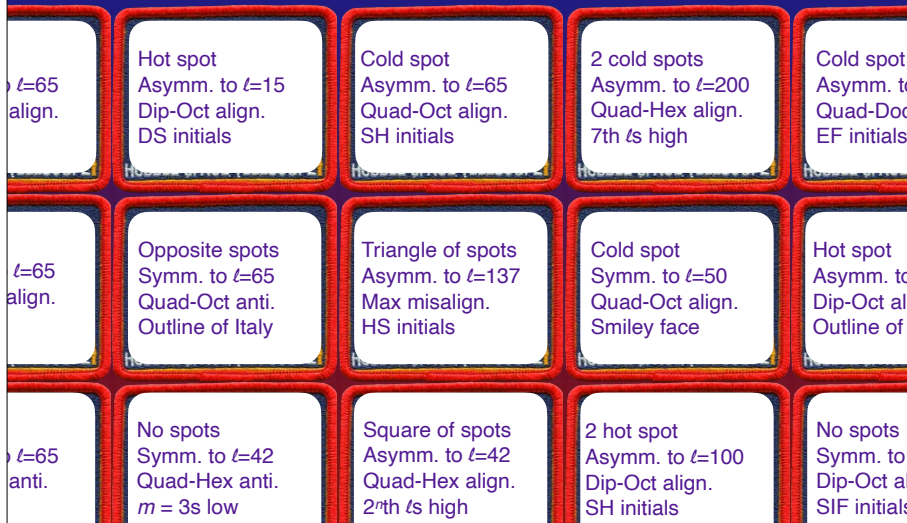 ℓ=65
align.
Hot spot
Asymm. to ℓ=15
Dip-Oct align.
DS initials
Cold spot
Asymm. to ℓ=65
Quad-Oct align.
SH initials
2 cold spots
Asymm. to ℓ=200
Quad-Hex align.
7th ℓs high
Cold spot
Asymm.
EF initials
ℓ=65
align.
Opposite spots
Symm. to ℓ=65
Quad-Oct anti.
Outline of Italy
Triangle of spots
Asymm. to ℓ=137
Max misalign.
HS initials
Cold spot
Symm. to ℓ=50
Quad-Oct align.
Smiley face
Hot spot
Asymm.
Dip-Oct
Outline of
ℓ=65
anti.
No spots
Symm. to ℓ=42
Quad-Hex anti.
m = 3s low
Square of spots
Asymm. to ℓ=42
Quad-Hex align.
2ⁿth ℓs high
2 hot spot
Asymm. to ℓ=100
Dip-Oct align.
SH initials
No spots
Symm. to
Dip-Oct
SIF initials